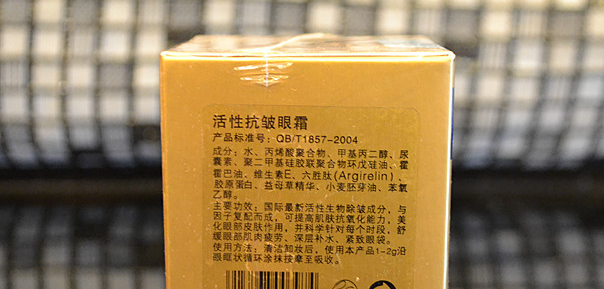 活性抗皱眼霜
产品标准号：QB/T1857-2004
成分：水、丙烯酸聚合物、甲基丙二醇、尿
囊素、聚二甲基硅胶联聚合物环戊硅油、霍
霍巴油、维生素E、六胜肽(Argirelin)、
胶原蛋白、益母草精华、小麦胚芽油、苯氧
乙醇。
主要功效：国际最新活性生物除皱成分，与
因子复配而成，可提高肌肤抗氧化能力，美
化眼部皮肤作用，并科学针对每个时段，舒
缓眼部肌肉疲劳、深层补水、紧致眼袋。
使用方法：清洁卸妆后，使用本产品1-2g沿
眼眶状循环涂抹按摩至吸收。